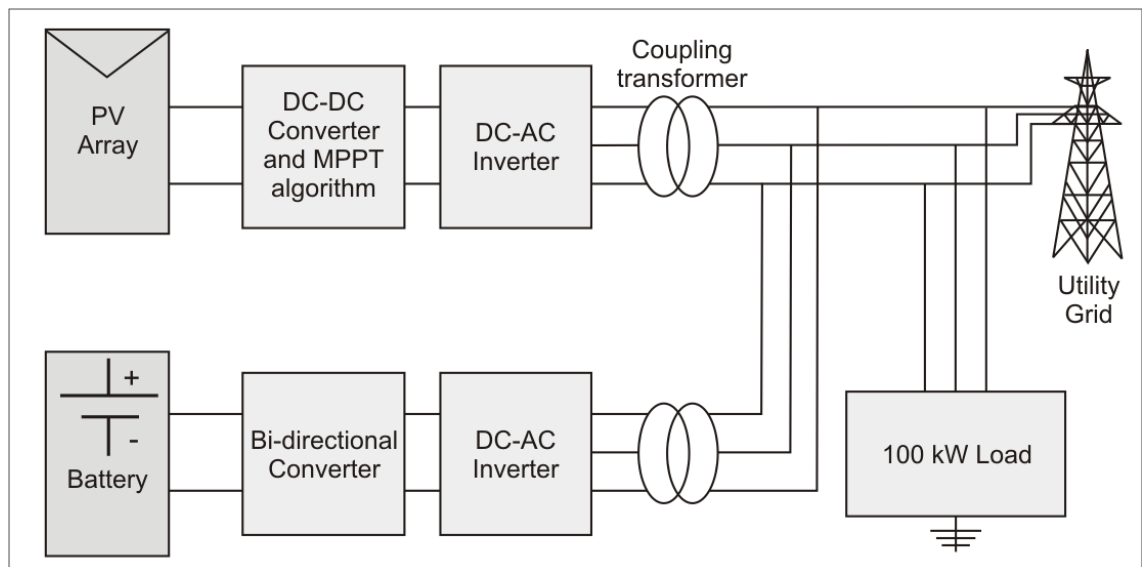 PV
Array
DC-DC
Converter
and MPPT
algorithm
DC-AC
Inverter
Coupling
transformer
Utility
Grid
+
-
Battery
Bi-directional
Converter
DC-AC
Inverter
100 kW Load